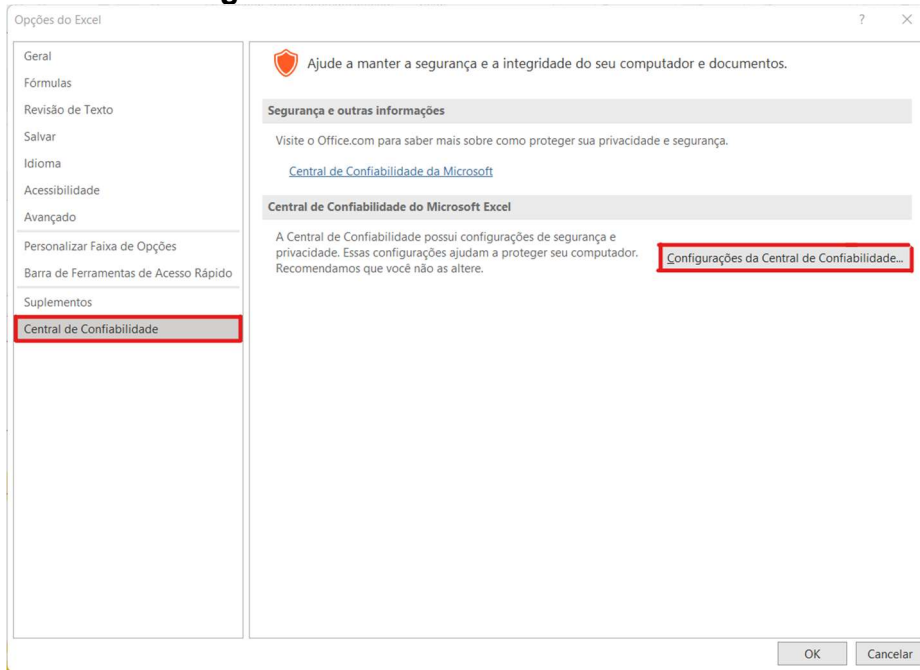 Opções do Excel
?
Geral
Fórmulas
Revisão de Texto
Salvar
Idioma
Acessibilidade
Avançado
Personalizar Faixa de Opções
Barra de Ferramentas de Acesso Rápido
Suplementos
Central de Confiabilidade
Ajude a manter a segurança e a integridade do seu computador e documentos.
Segurança e outras informações
Visite o Office.com para saber mais sobre como proteger sua privacidade e segurança.
Central de Confiabilidade da Microsoft
Central de Confiabilidade do Microsoft Excel
A Central de Confiabilidade possui configurações de segurança e
privacidade. Essas configurações ajudam a proteger seu computador.
Recomendamos que você não as altere.
Configurações da Central de Confiabilidade...
OK
Cancelar